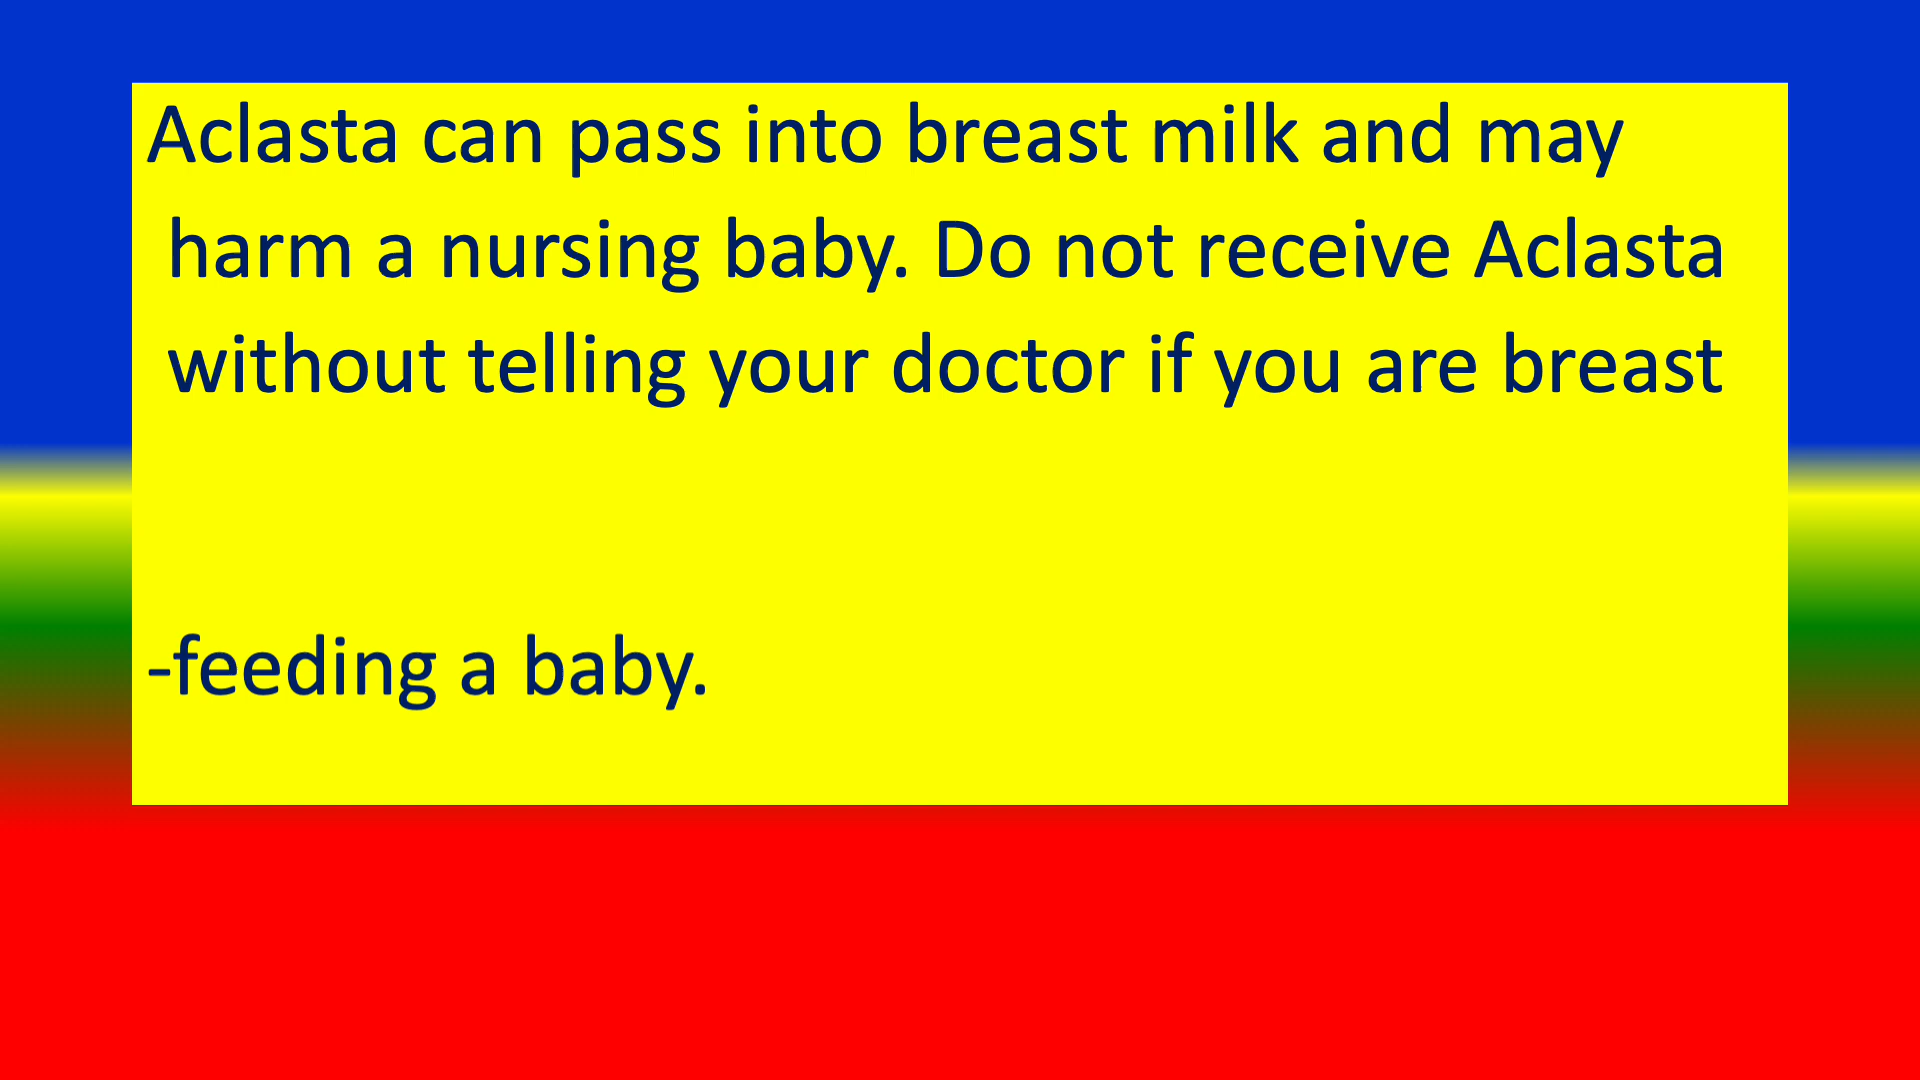 Aclasta can pass into breast milk and may
harm a nursing baby. Do not receive Aclasta
without telling your doctor if you are breast
-feeding a baby.